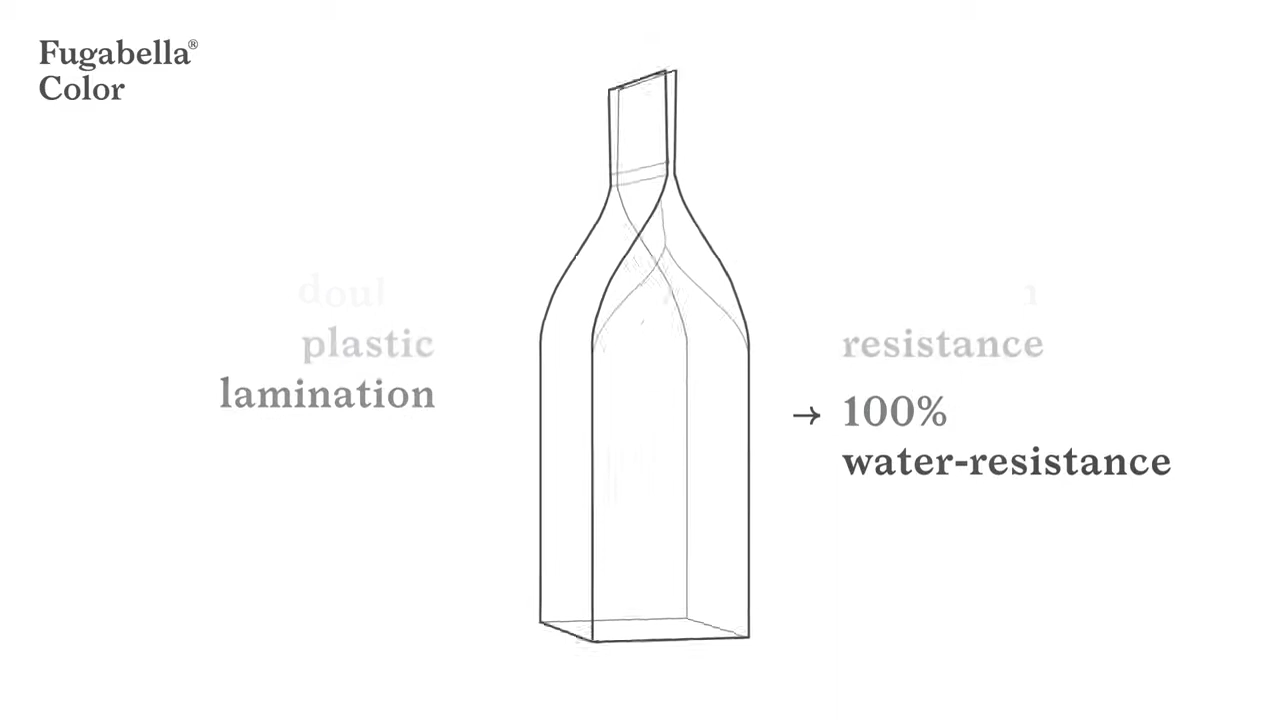 Fugabella®
Color
plastic
lamination
resistance
→ 100%
water-resistance